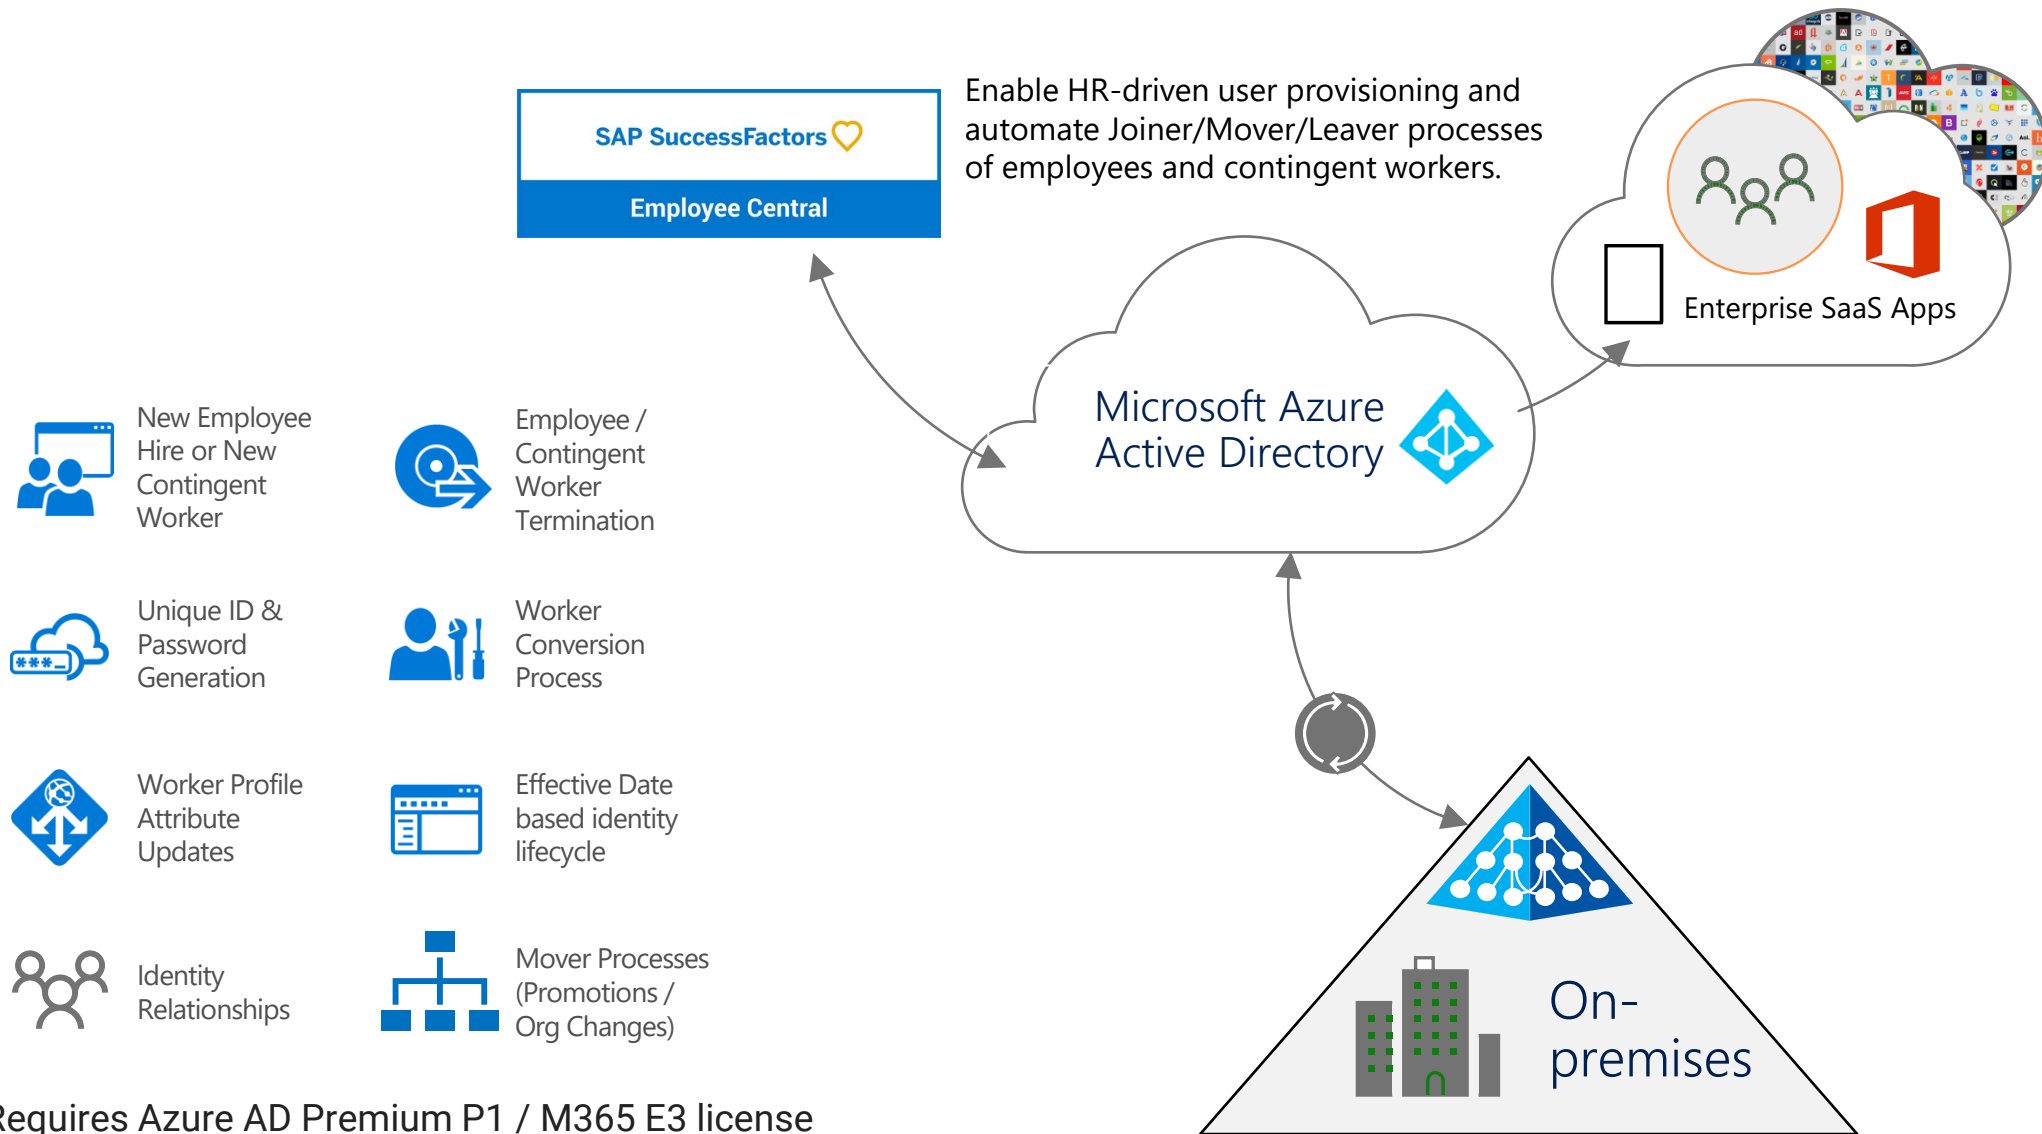 SAP SuccessFactors
Employee Central
Enable HR-driven user provisioning and
automate Joiner/Mover/Leaver processes
of employees and contingent workers.
Enterprise SaaS Apps
Microsoft Azure
Active Directory
New Employee
Hire or New
Contingent
Worker
Employee /
Contingent
Worker
Termination
Unique ID &
Password
Generation
***_
Worker
Conversion
Process
Worker Profile
Attribute
Updates
Effective Date
based identity
lifecycle
Identity
Relationships
Mover Processes
(Promotions /
Org Changes)
On-
premises
Requires Azure AD Premium P1 / M365 E3 license